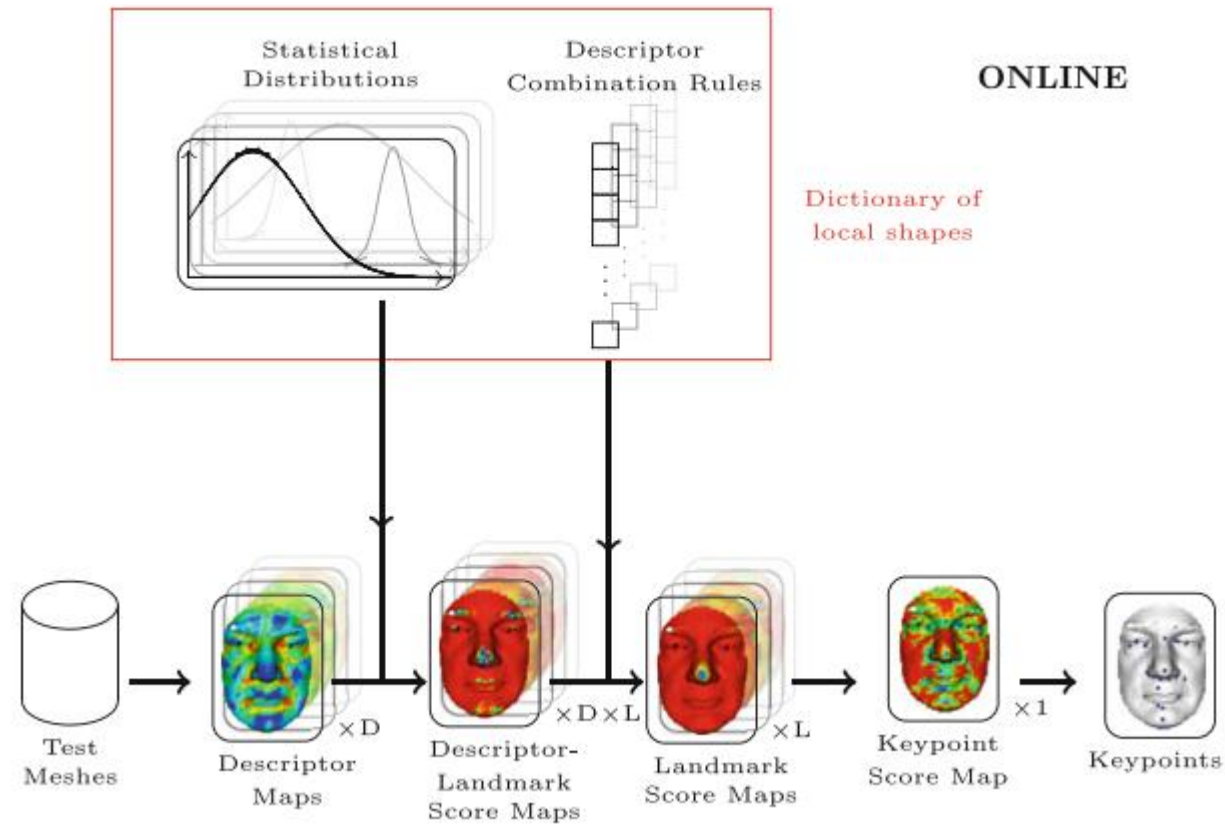 Statistical
Distributions
Descriptor
Combination Rules
ONLINE
Dictionary of
local shapes
Test
Meshes
×D
Descriptor
Maps
×D×L
Descriptor-
Landmark
Score Maps
×L
Landmark
Score Maps
×1
Keypoint
Score Map
Keypoints